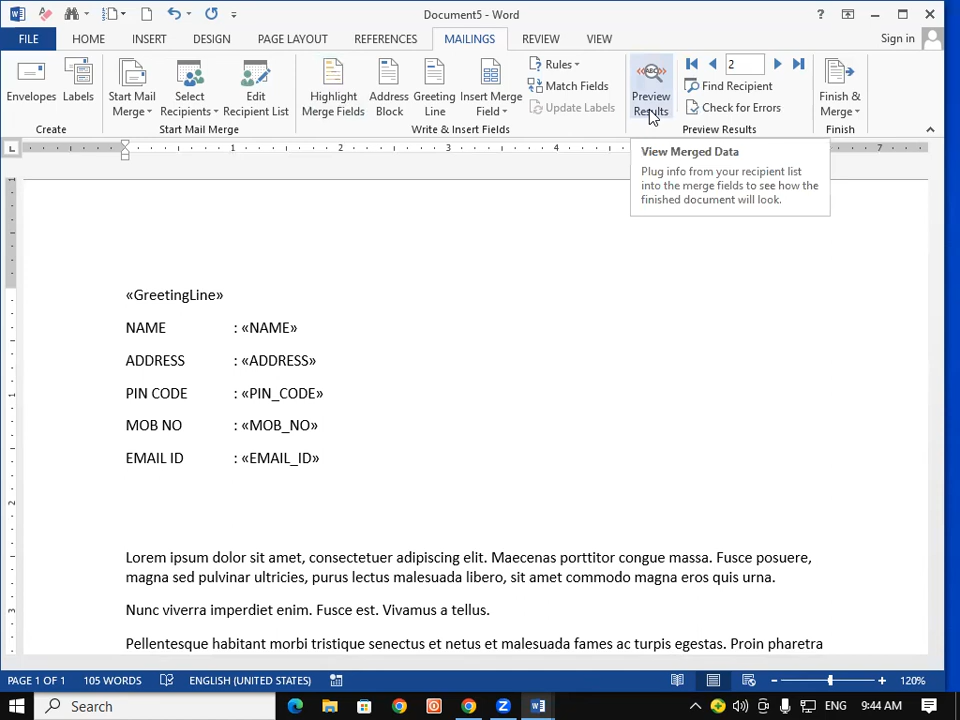 Document5 - Word
FILE HOME INSERT DESIGN PAGE LAYOUT REFERENCES MAILINGS REVIEW VIEW Sign in
Envelopes Labels
Create
Start Mail Merge
Select Recipients
Edit Recipient List
Start Mail Merge
Highlight Merge Fields
Address Block
Greeting Line
Insert Merge Field
Rules
Match Fields
Update Labels
Write & Insert Fields
Preview Results
2
Find Recipient
Check for Errors
Preview Results
Finish & Merge
Finish
View Merged Data
Plug info from your recipient list
into the merge fields to see how the
finished document will look.
1 2 3 4 7
«GreetingLine»
NAME : «NAME»
ADDRESS : «ADDRESS»
PIN CODE : «PIN_CODE»
MOB NO : «MOB_NO»
EMAIL ID : «EMAIL_ID»
Lorem ipsum dolor sit amet, consectetuer adipiscing elit. Maecenas porttitor congue massa. Fusce posuere,
magna sed pulvinar ultricies, purus lectus malesuada libero, sit amet commodo magna eros quis urna.
Nunc viverra imperdiet enim. Fusce est. Vivamus a tellus.
Pellentesque habitant morbi tristique senectus et netus et malesuada fames ac turpis egestas. Proin pharetra
PAGE 1 OF 1 105 WORDS ENGLISH (UNITED STATES) 120%
Search ENG 9:44 AM